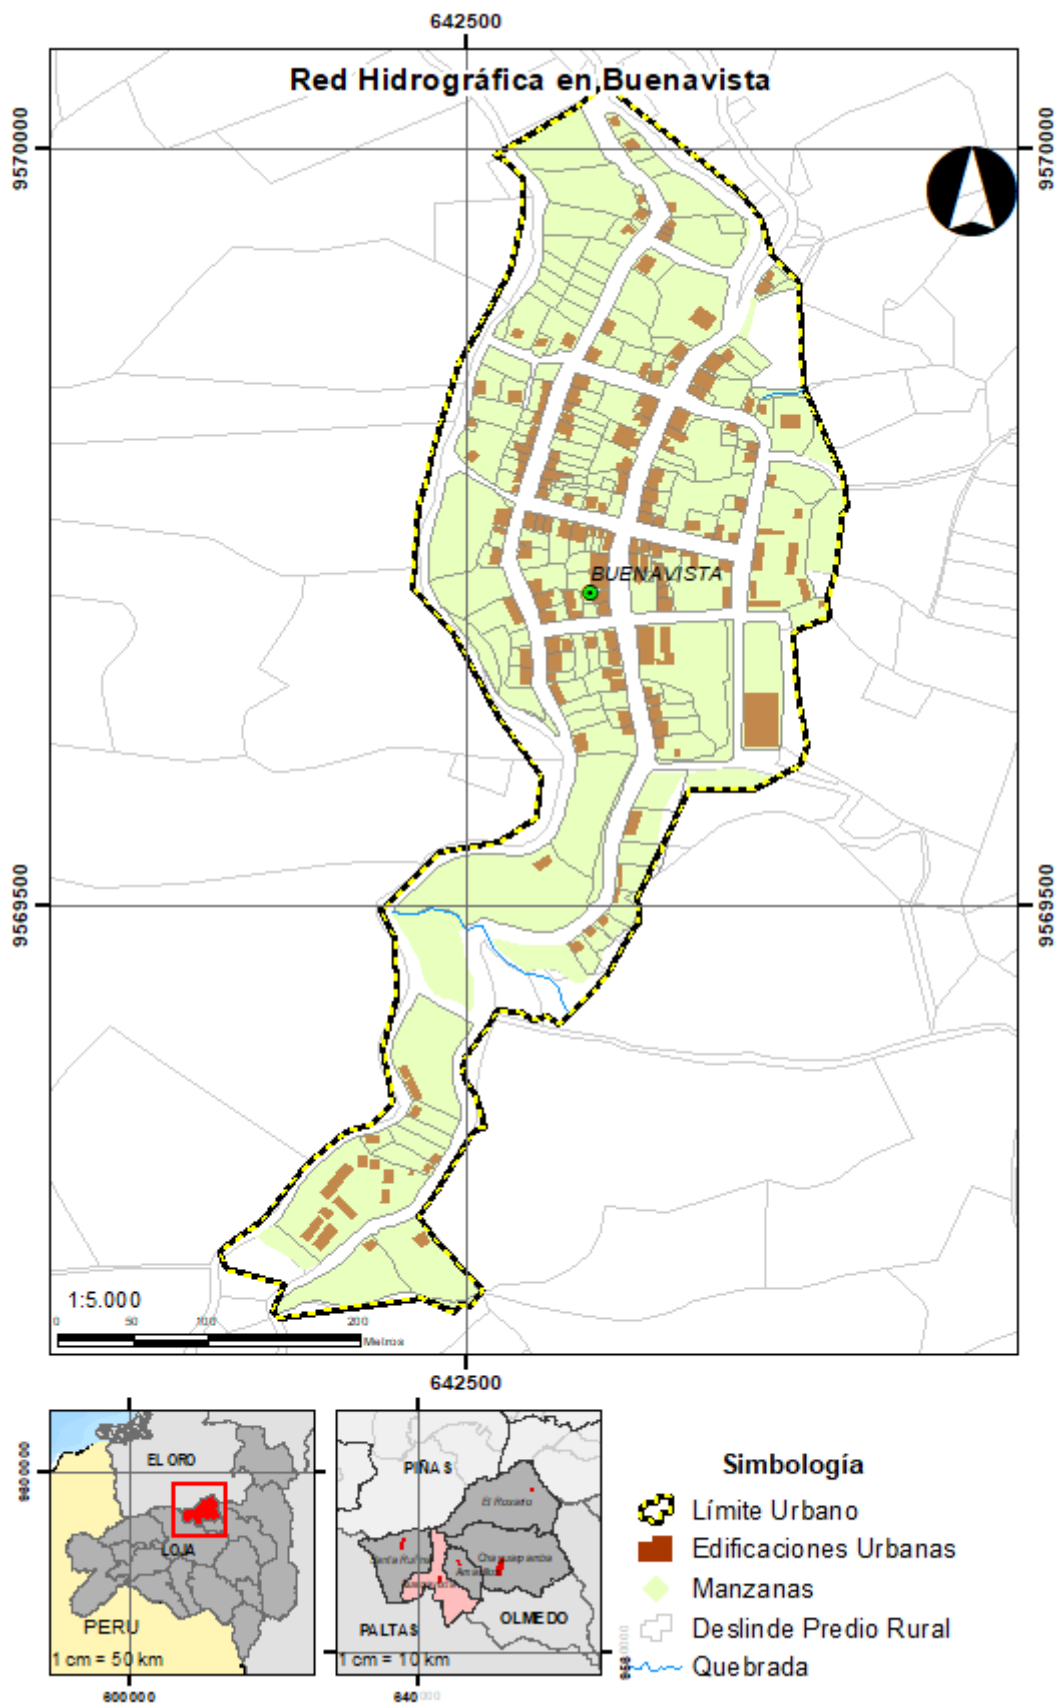 642500
Red Hidrográfica en Buenavista
9570000
9570000
BUENAVISTA
9569500
9569500
1:5.000
0 50 100 200
Metros
642500
EL ORO
LOJA
PERU
1 cm = 50 km
600000
PIÑAS
El Rosario
Santa Rufina
Chaguarpamba
PALTAS
OLMEDO
1 cm = 10 km
640000
Simbología
Límite Urbano
Edificaciones Urbanas
Manzanas
Deslinde Predio Rural
Quebrada